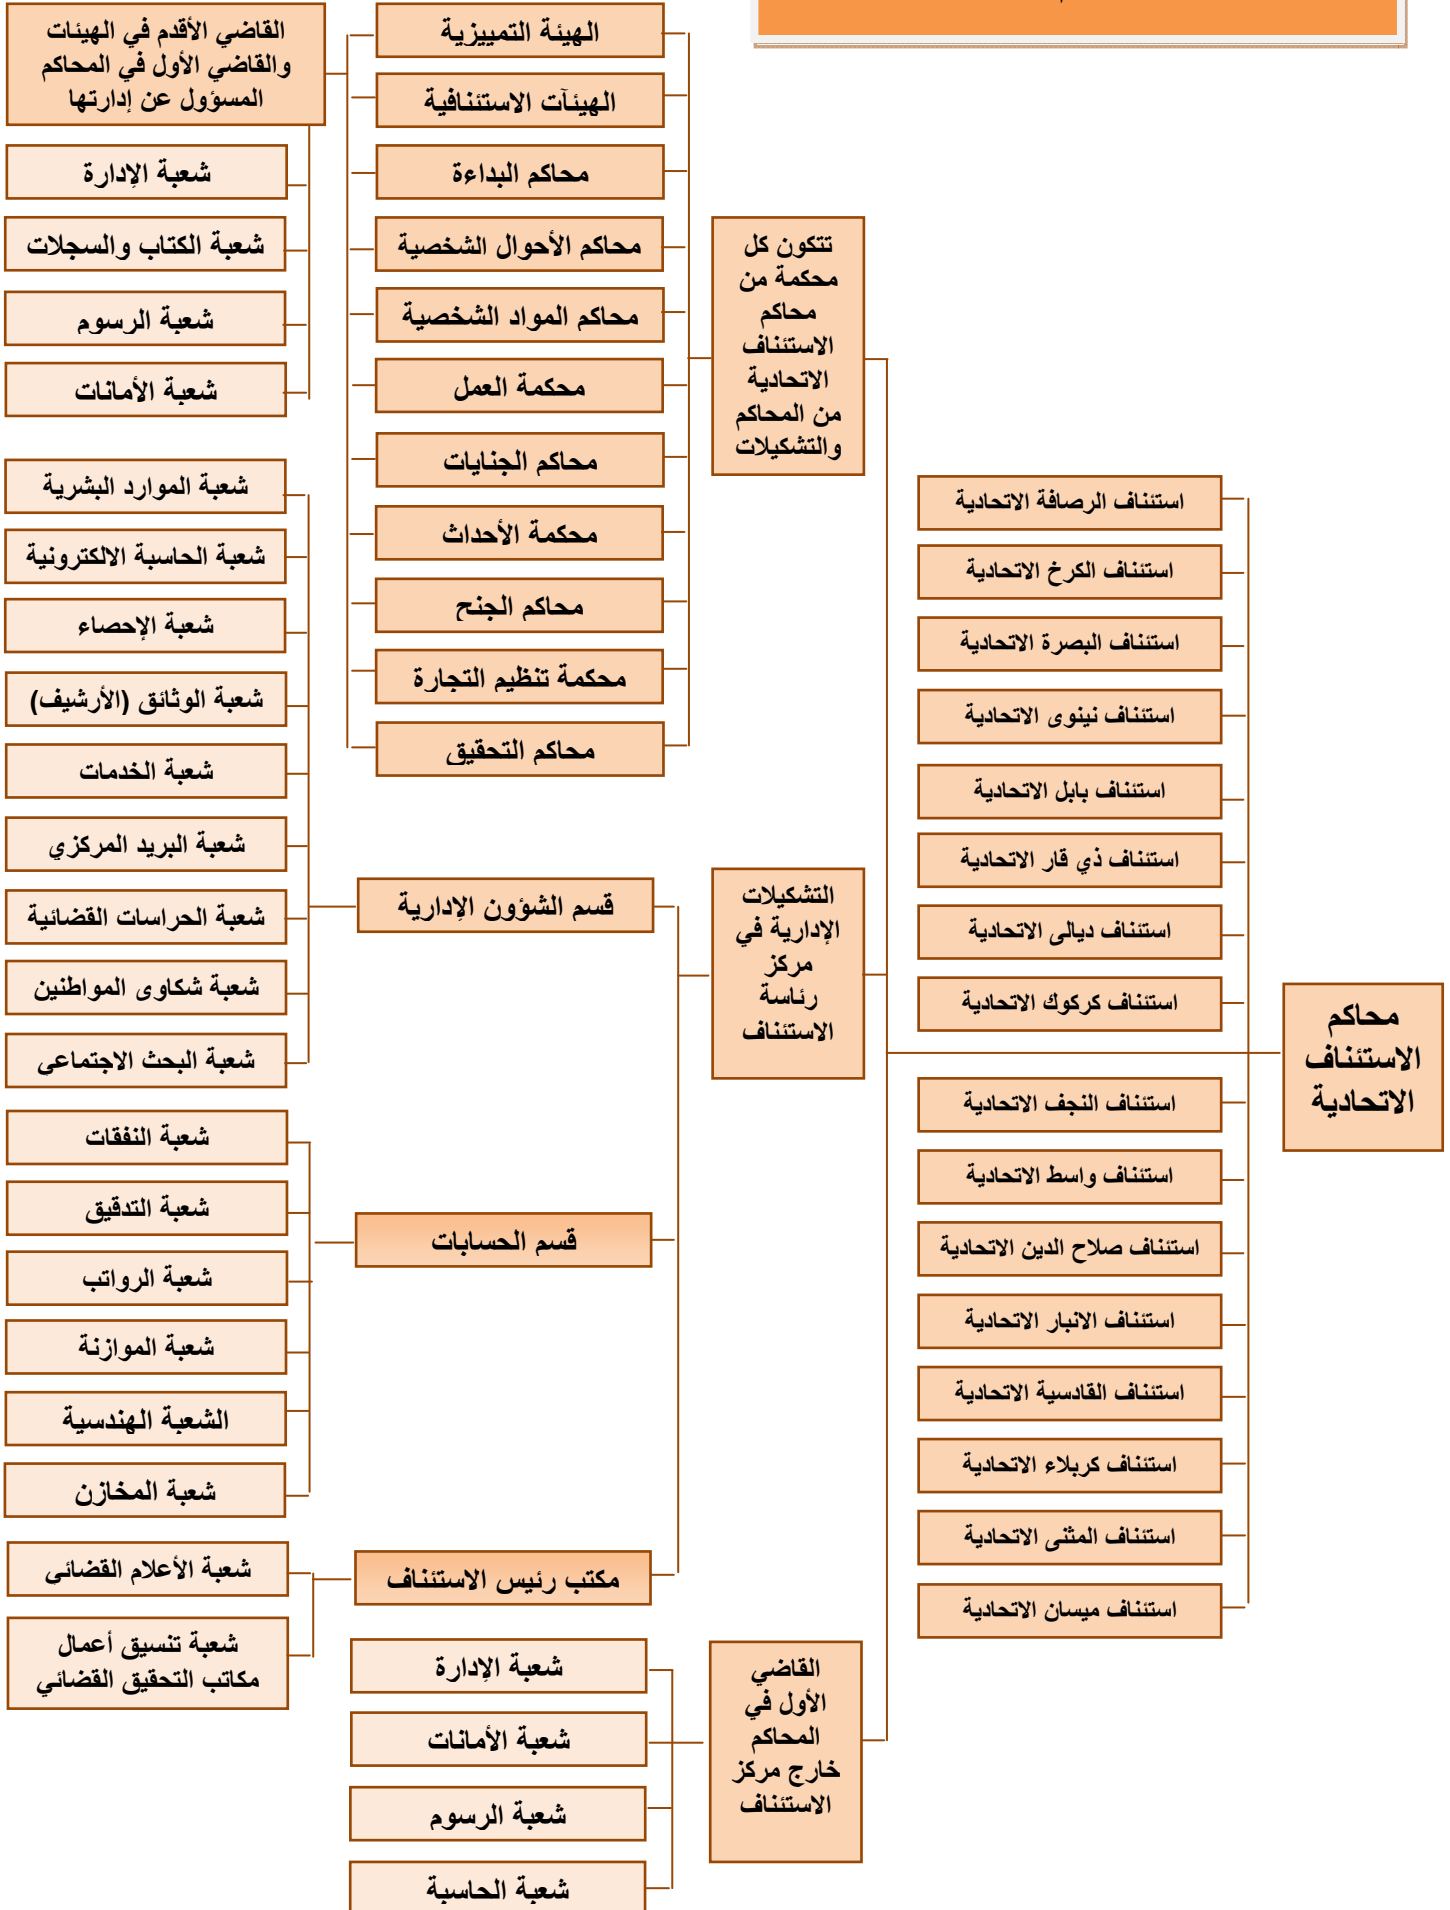 محاكم
الاستئناف
الاتحادية
استئناف الرصافة الاتحادية
استئناف الكرخ الاتحادية
استئناف البصرة الاتحادية
استئناف نينوى الاتحادية
استئناف بابل الاتحادية
استئناف ذي قار الاتحادية
استئناف ديالى الاتحادية
استئناف كركوك الاتحادية
استئناف النجف الاتحادية
استئناف واسط الاتحادية
استئناف صلاح الدين الاتحادية
استئناف الانبار الاتحادية
استئناف القادسية الاتحادية
استئناف كربلاء الاتحادية
استئناف المثنى الاتحادية
استئناف ميسان الاتحادية
تتكون كل
محكمة من
محاكم
الاستئناف
الاتحادية
من المحاكم
والتشكيلات
الهيئة التمييزية
الهيئآت الاستئنافية
محاكم البداءة
محاكم الأحوال الشخصية
محاكم المواد الشخصية
محكمة العمل
محاكم الجنايات
محكمة الأحداث
محاكم الجنح
محكمة تنظيم التجارة
محاكم التحقيق
القاضي الأقدم في الهيئات
والقاضي الأول في المحاكم
المسؤول عن إدارتها
شعبة الإدارة
شعبة الكتاب والسجلات
شعبة الرسوم
شعبة الأمانات
التشكيلات
الإدارية في
مركز
رئاسة
الاستئناف
قسم الشؤون الإدارية
شعبة الموارد البشرية
شعبة الحاسبة الالكترونية
شعبة الإحصاء
شعبة الوثائق (الأرشيف)
شعبة الخدمات
شعبة البريد المركزي
شعبة الحراسات القضائية
شعبة شكاوى المواطنين
شعبة البحث الاجتماعي
قسم الحسابات
شعبة النفقات
شعبة التدقيق
شعبة الرواتب
شعبة الموازنة
الشعبة الهندسية
شعبة المخازن
مكتب رئيس الاستئناف
شعبة الأعلام القضائي
شعبة تنسيق أعمال
مكاتب التحقيق القضائي
القاضي
الأول في
المحاكم
خارج مركز
الاستئناف
شعبة الإدارة
شعبة الأمانات
شعبة الرسوم
شعبة الحاسبة